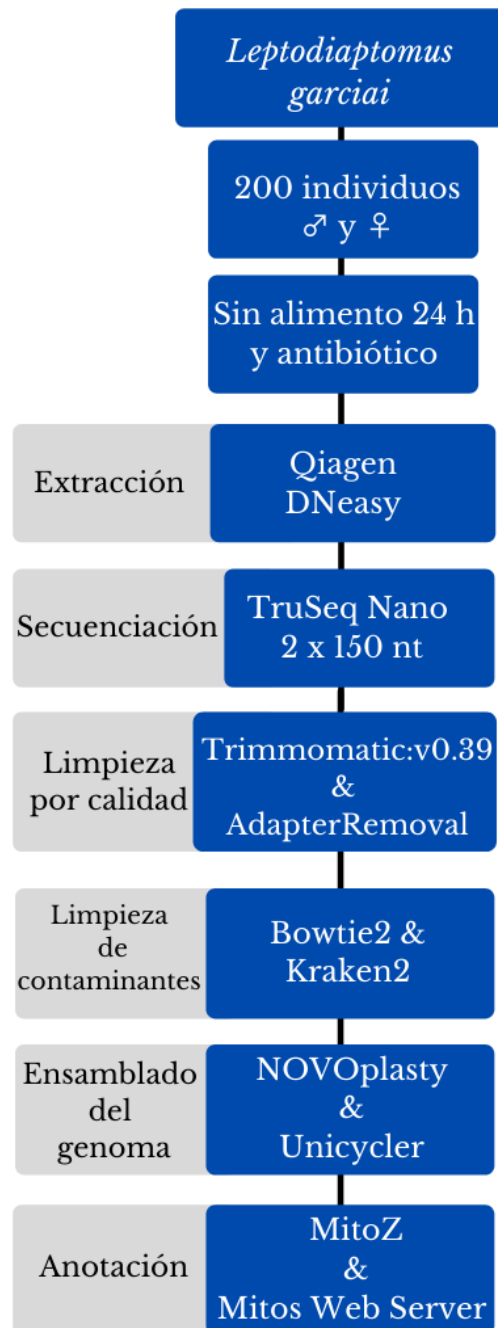 Leptodiaptomus
garciai
200 individuos
♂ y ♀
Sin alimento 24 h
y antibiótico
Extracción
Qiagen
DNeasy
Secuenciación
TruSeq Nano
2 x 150 nt
Limpieza
por calidad
Trimmomatic:v0.39
&
AdapterRemoval
Limpieza
de
contaminantes
Bowtie2 &
Kraken2
Ensamblado
del
genoma
NOVOplasty
&
Unicycler
Anotación
MitoZ
&
Mitos Web Server